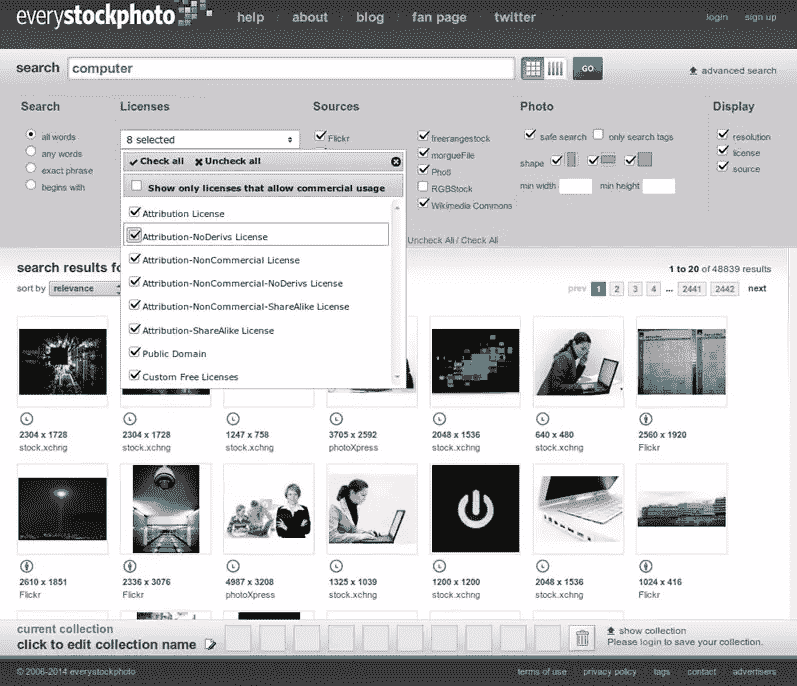 everystockphoto
help / about / blog / fan page / twitter
login sign up
search computer GO
advanced search
Search Licenses Sources Photo Display
all words
any words
exact phrase
begins with
8 selected
Check all Uncheck all
Show only licenses that allow commercial usage
Attribution License
Attribution-NoDerivs License
Attribution-NonCommercial License
Attribution-NonCommercial-NoDerivs License
Attribution-NonCommercial-ShareAlike License
Attribution-ShareAlike License
Public Domain
Custom Free Licenses
Flickr
freerangestock
morgueFile
Pho8
RGBStock
Wikimedia Commons
Uncheck All / Check All
safe search only search tags
shape
min width min height
resolution
license
source
search results fo
1 to 20 of 48839 results
sort by relevance
prev 1 2 3 4 ... 2441 2442 next
2304 x 1728 2304 x 1728 1247 x 758 3705 x 2592 2048 x 1536 640 x 480 2560 x 1920
stock.xchng stock.xchng stock.xchng photoXpress stock.xchng stock.xchng Flickr
2610 x 1851 2336 x 3076 4987 x 3208 1325 x 1039 1200 x 1200 2048 x 1536 1024 x 416
Flickr Flickr photoXpress stock.xchng stock.xchng stock.xchng Flickr
current collection
click to edit collection name
show collection
Please login to save your collection.
© 2006-2014 everystockphoto
terms of use privacy policy tags contact advertisers